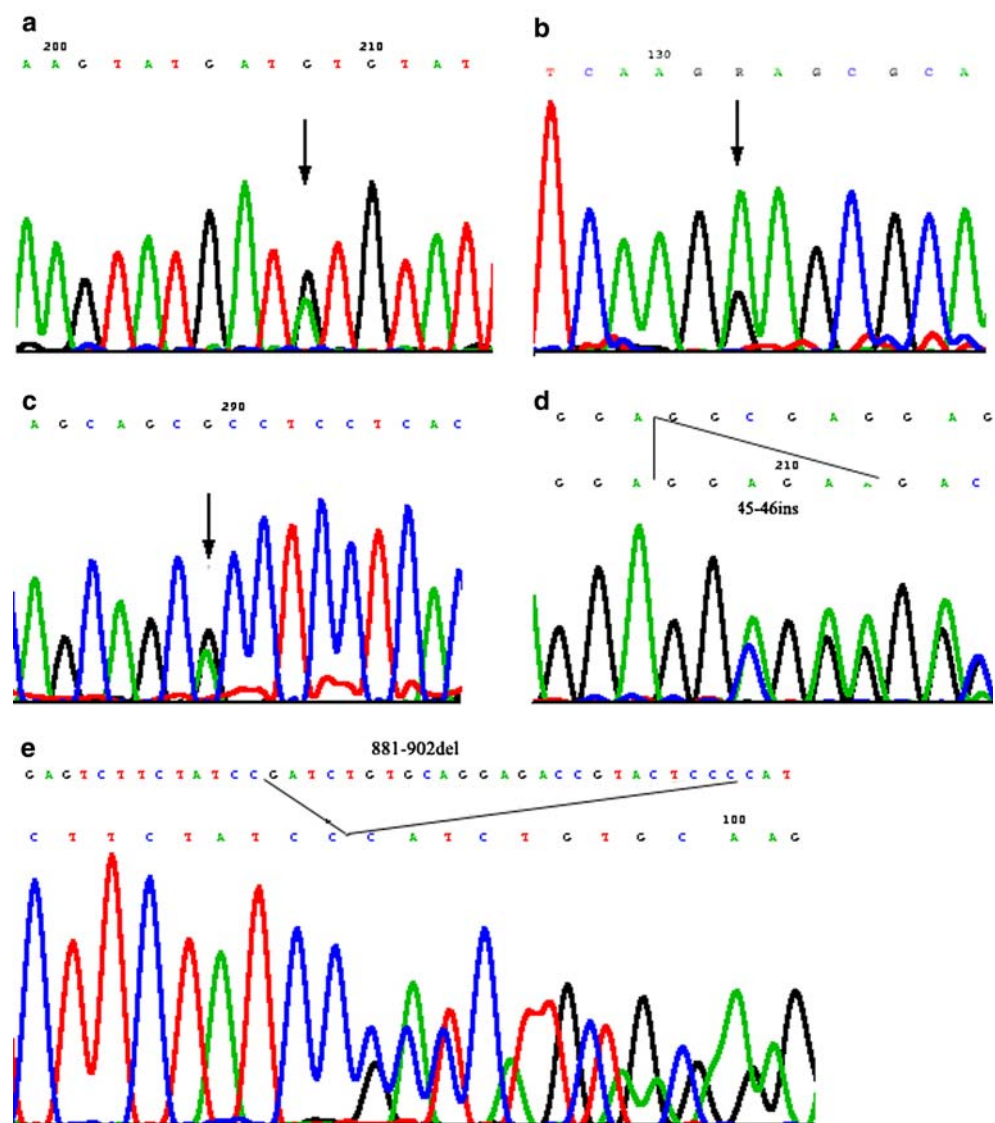 a
200 210
A A G T A T G A T G T G T A T
b
130
T C A A G R A G C G C A
c
290
A G C A G C G C C T C C T C A C
d
G G A G G C G A G G A G
210
G G A G G A G A A G A C
45-46ins
e
881-902del
G A G T C T T C T A T C C G A T C T G T G C A G G A G A C C G T A C T C C C C A T
100
C T T C T A T C C C A T C T G T G C A A G